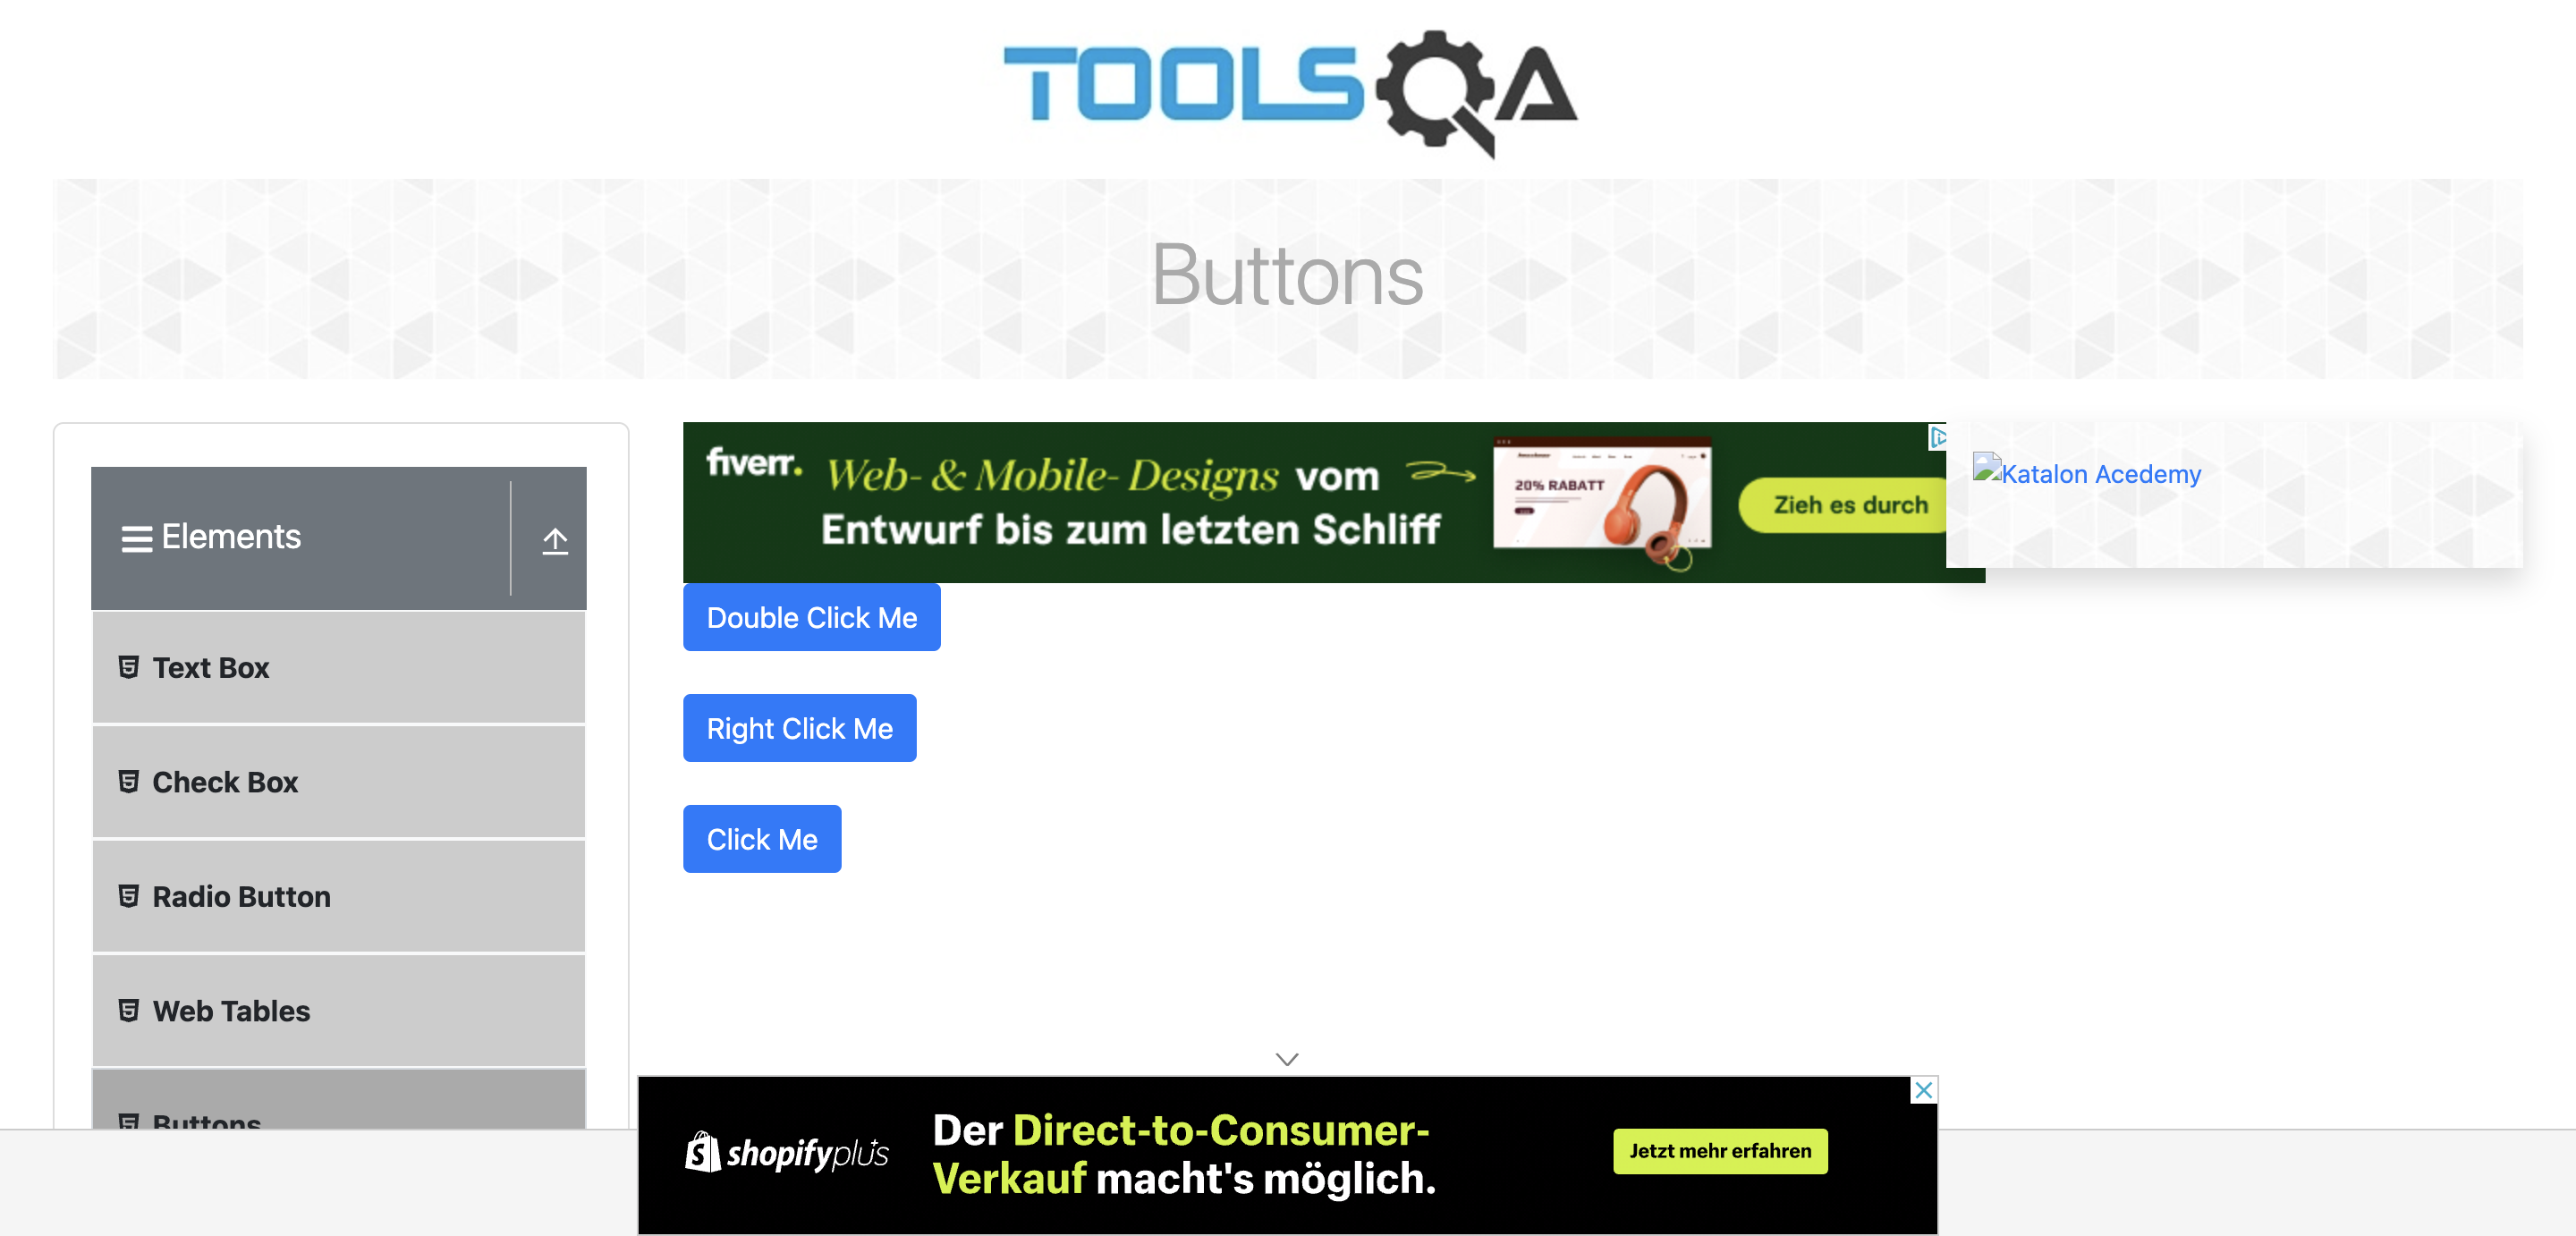 TOOLSQA
Buttons
Elements
Text Box
Check Box
Radio Button
Web Tables
Buttons
fiverr.
Web- & Mobile- Designs vom
Entwurf bis zum letzten Schliff
20% RABATT
Zieh es durch
Katalon Acedemy
Double Click Me
Right Click Me
Click Me
shopifyplus
Der Direct-to-Consumer-
Verkauf macht's möglich.
Jetzt mehr erfahren